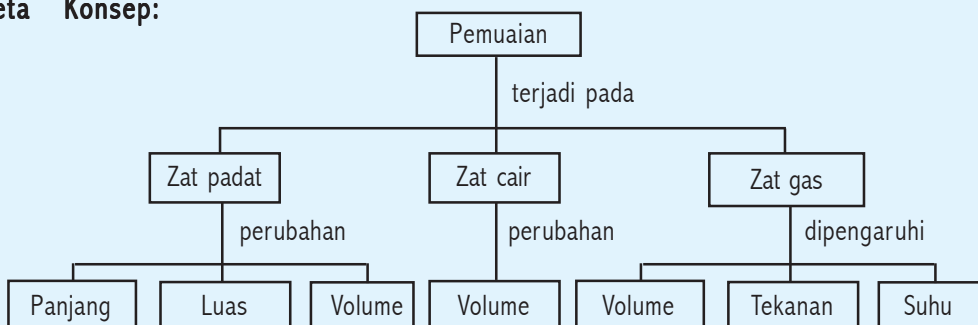 Konsep:
Pemuaian
terjadi pada
Zat padat Zat cair Zat gas
perubahan perubahan dipengaruhi
Panjang Luas Volume Volume Volume Tekanan Suhu